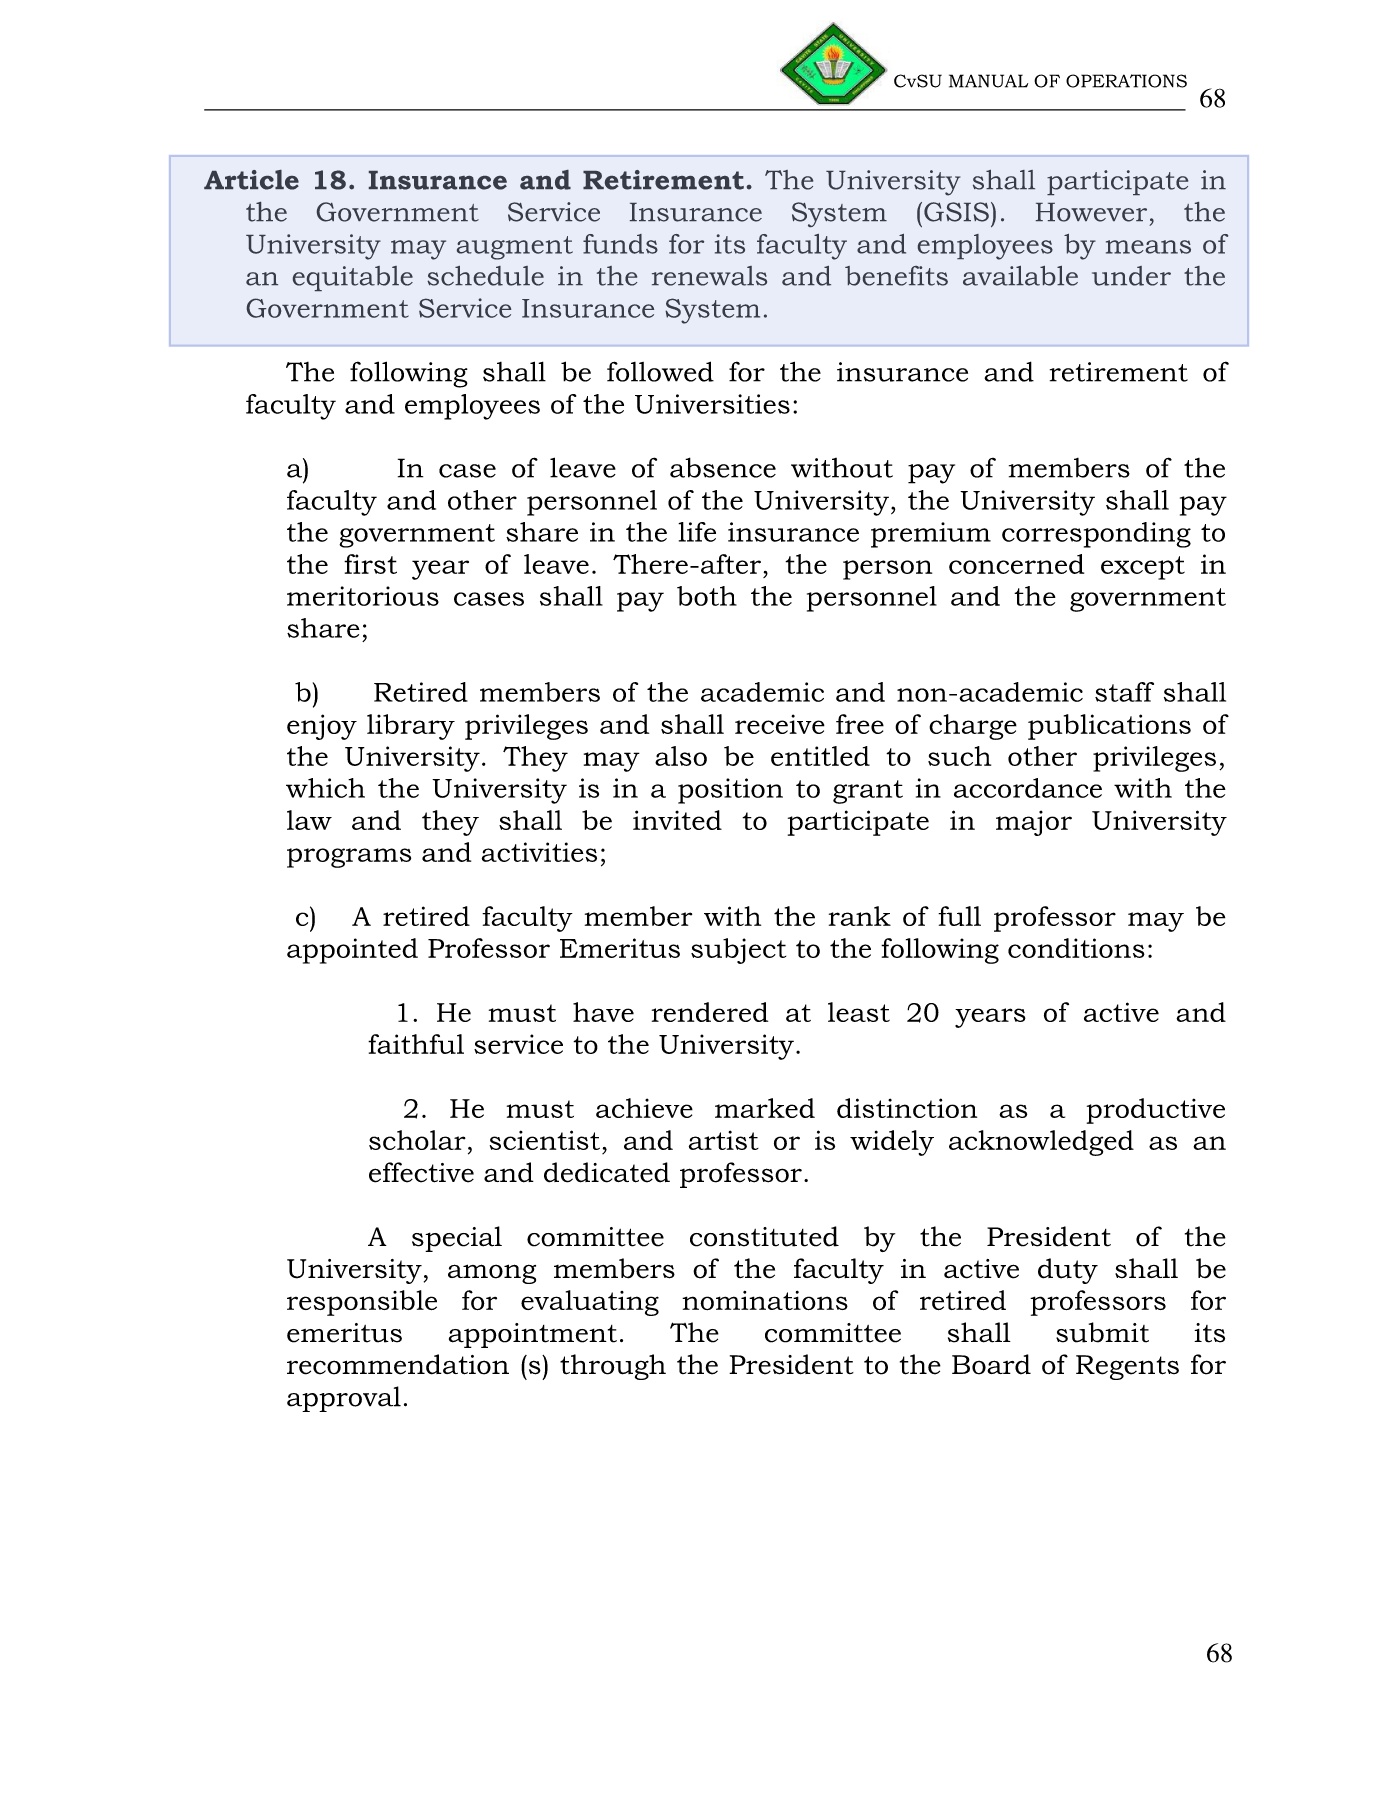 CvSU MANUAL OF OPERATIONS
68
Article 18. Insurance and Retirement. The University shall participate in
the Government Service Insurance System (GSIS). However, the
University may augment funds for its faculty and employees by means of
an equitable schedule in the renewals and benefits available under the
Government Service Insurance System.
The following shall be followed for the insurance and retirement of
faculty and employees of the Universities:
a) In case of leave of absence without pay of members of the
faculty and other personnel of the University, the University shall pay
the government share in the life insurance premium corresponding to
the first year of leave. There-after, the person concerned except in
meritorious cases shall pay both the personnel and the government
share;
b) Retired members of the academic and non-academic staff shall
enjoy library privileges and shall receive free of charge publications of
the University. They may also be entitled to such other privileges,
which the University is in a position to grant in accordance with the
law and they shall be invited to participate in major University
programs and activities;
c) A retired faculty member with the rank of full professor may be
appointed Professor Emeritus subject to the following conditions:
1. He must have rendered at least 20 years of active and
faithful service to the University.
2. He must achieve marked distinction as a productive
scholar, scientist, and artist or is widely acknowledged as an
effective and dedicated professor.
A special committee constituted by the President of the
University, among members of the faculty in active duty shall be
responsible for evaluating nominations of retired professors for
emeritus appointment. The committee shall submit its
recommendation (s) through the President to the Board of Regents for
approval.
68